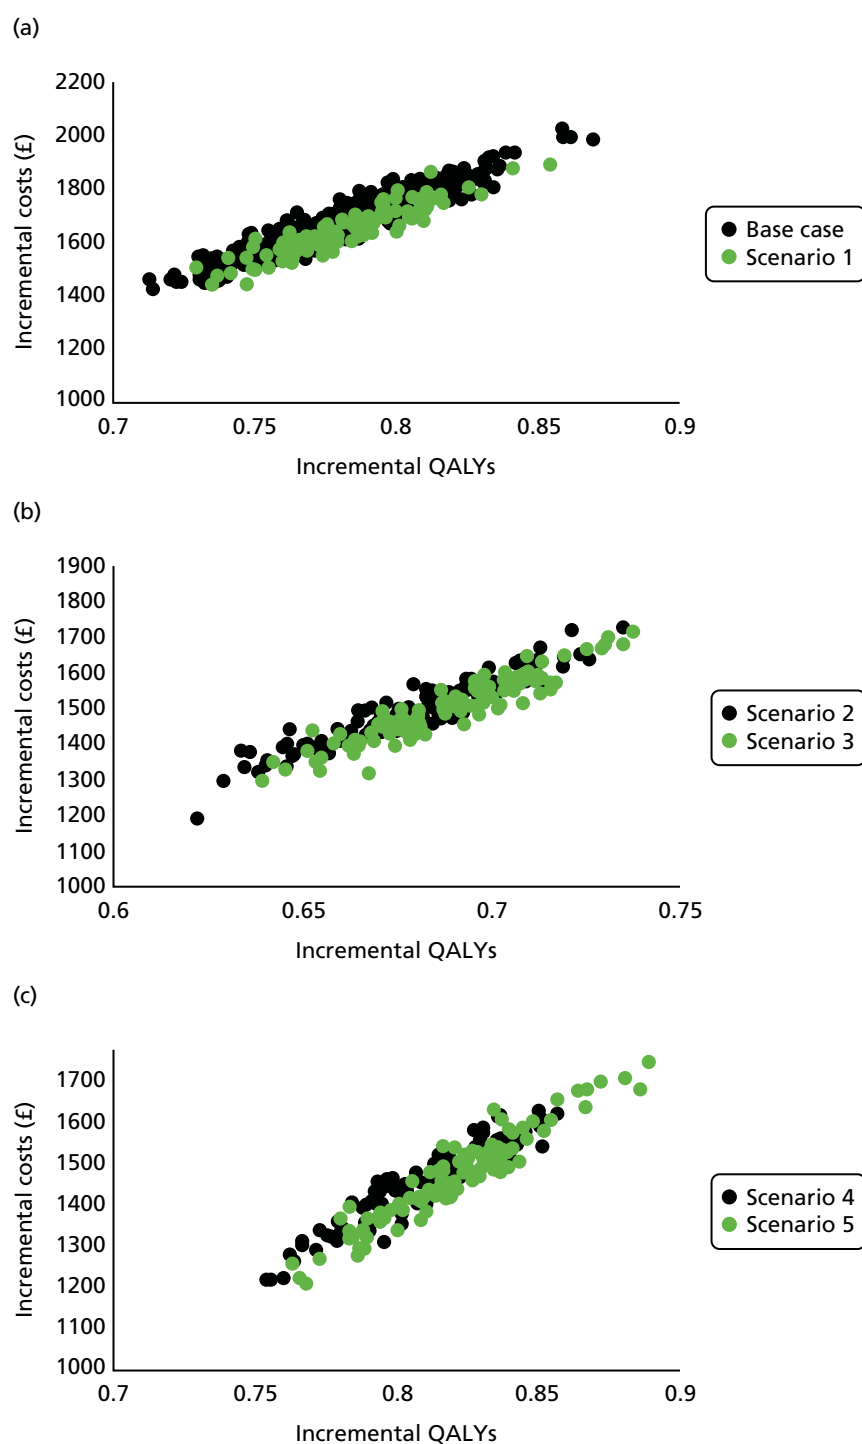 (a)
2200
2000
1800
1600
1400
1200
1000
Incremental costs (£)
0.7
0.75
0.8
0.85
0.9
Incremental QALYs
Base case
Scenario 1
(b)
1900
1800
1700
1600
1500
1400
1300
1200
1100
1000
Incremental costs (£)
0.6
0.65
0.7
0.75
Incremental QALYs
Scenario 2
Scenario 3
(c)
1700
1600
1500
1400
1300
1200
1100
1000
Incremental costs (£)
0.7
0.75
0.8
0.85
0.9
Incremental QALYs
Scenario 4
Scenario 5